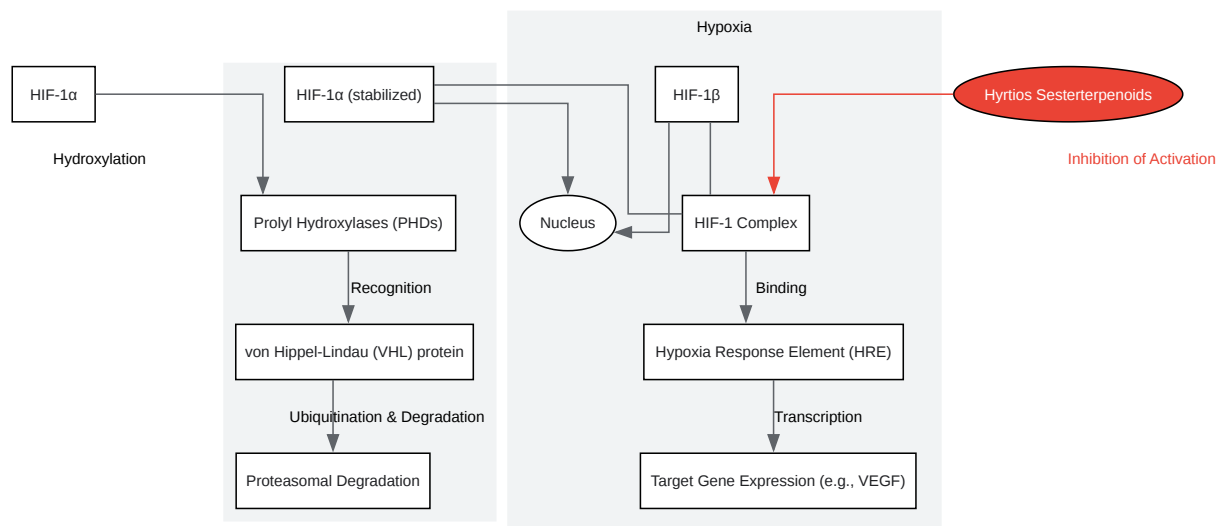 Hypoxia
HIF-1α
HIF-1α (stabilized)
HIF-1β
Hyrtios Sesterterpenoids
Hydroxylation
Inhibition of Activation
Prolyl Hydroxylases (PHDs)
Nucleus
HIF-1 Complex
Recognition
Binding
von Hippel-Lindau (VHL) protein
Hypoxia Response Element (HRE)
Ubiquitination & Degradation
Transcription
Proteasomal Degradation
Target Gene Expression (e.g., VEGF)